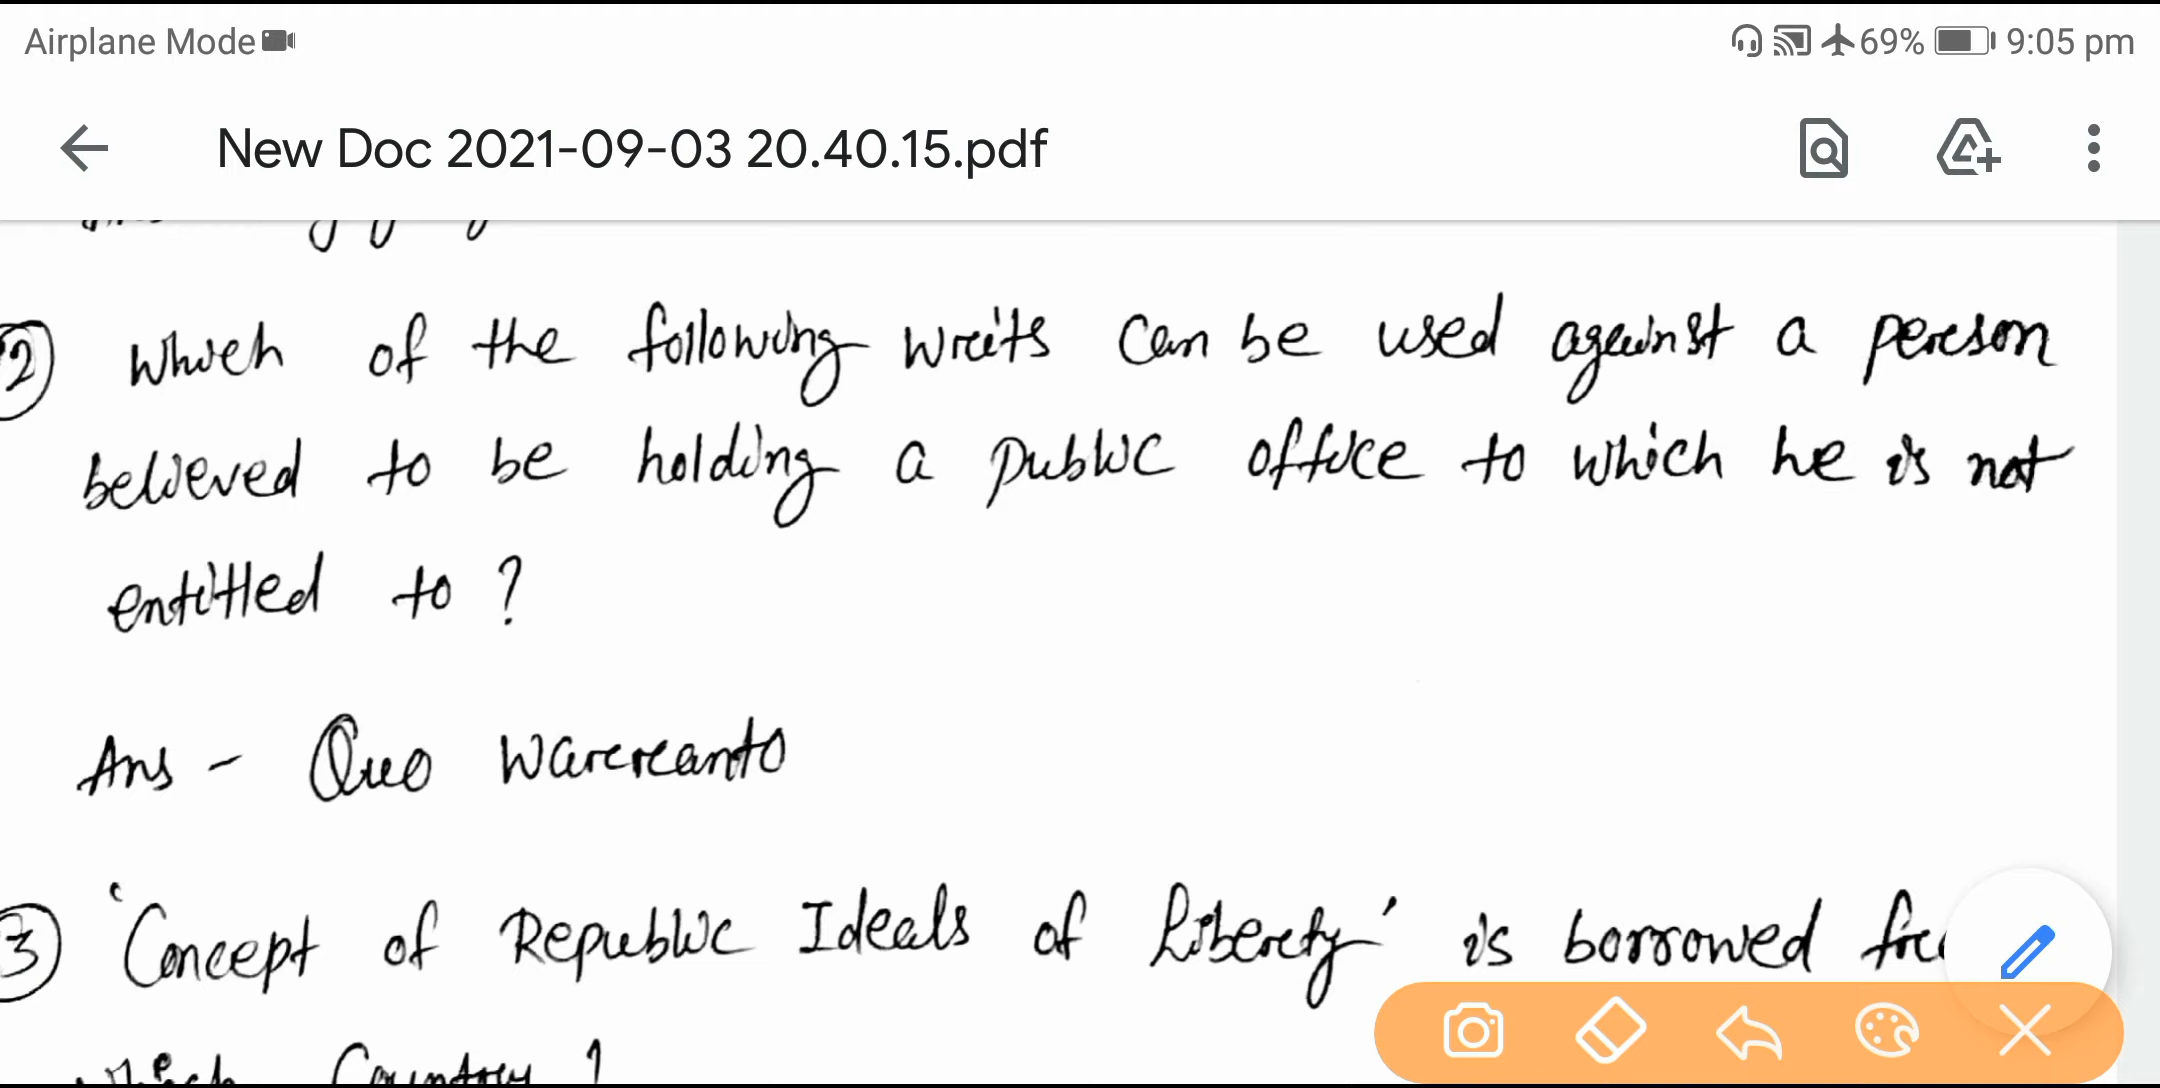 Airplane Mode 69% 9:05 pm
New Doc 2021-09-03 20.40.15.pdf
2 Which of the following writs can be used against a person
believed to be holding a public office to which he is not
entitled to ?
Ans - Quo Warranto
3 'Concept of Republic Ideals of Liberty' is borrowed
Which Country ?